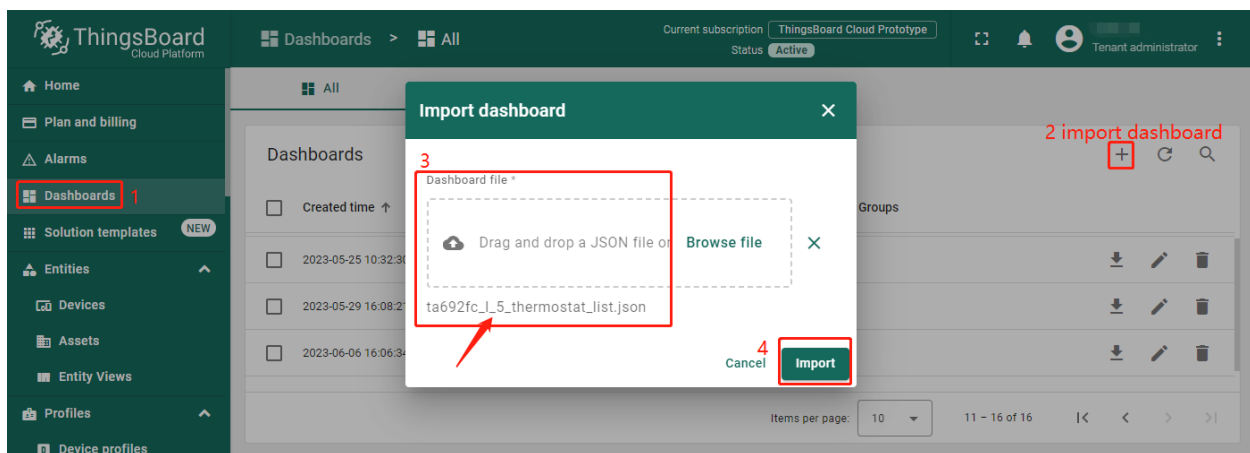 ThingsBoard
Cloud Platform
Dashboards > All
Current subscription ThingsBoard Cloud Prototype
Status Active
Tenant administrator
Home
Plan and billing
Alarms
Dashboards 1
Solution templates NEW
Entities
Devices
Assets
Entity Views
Profiles
Device profiles
All
Dashboards
2 import dashboard
Created time Groups
2023-05-25 10:32:30
2023-05-29 16:08:2
2023-06-06 16:06:34
Items per page: 10 11 – 16 of 16
Import dashboard
3
Dashboard file *
Drag and drop a JSON file or Browse file
ta692fc_l_5_thermostat_list.json
4
Cancel Import